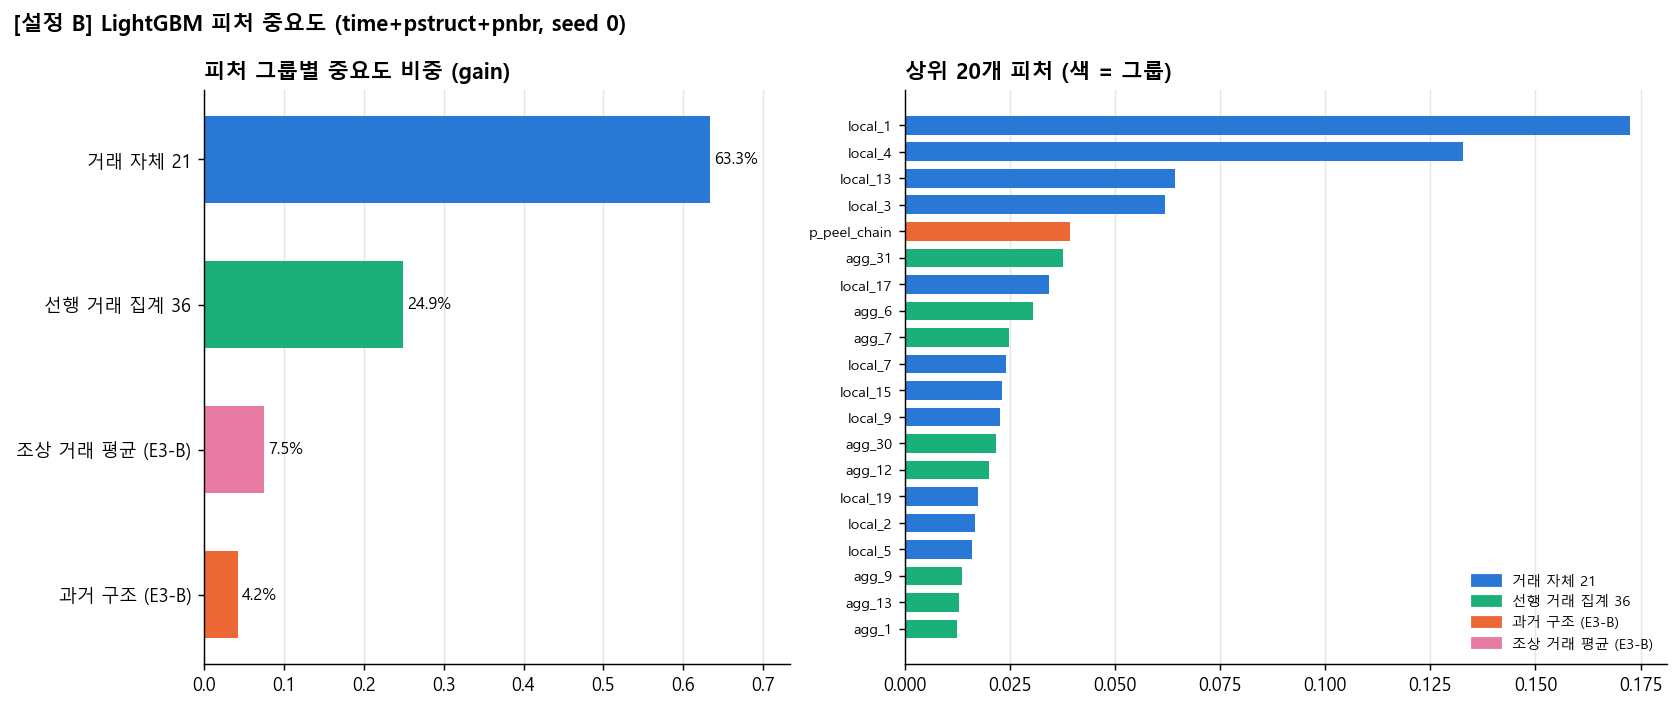 [설정 B] LightGBM 피처 중요도 (time+pstruct+pnbr, seed 0)
피처 그룹별 중요도 비중 (gain)
거래 자체 21
63.3%
선행 거래 집계 36
24.9%
조상 거래 평균 (E3-B)
7.5%
과거 구조 (E3-B)
4.2%
0.0 0.1 0.2 0.3 0.4 0.5 0.6 0.7
상위 20개 피처 (색 = 그룹)
local_1
local_4
local_13
local_3
p_peel_chain
agg_31
local_17
agg_6
agg_7
local_7
local_15
local_9
agg_30
agg_12
local_19
local_2
local_5
agg_9
agg_13
agg_1
0.000 0.025 0.050 0.075 0.100 0.125 0.150 0.175
거래 자체 21
선행 거래 집계 36
과거 구조 (E3-B)
조상 거래 평균 (E3-B)